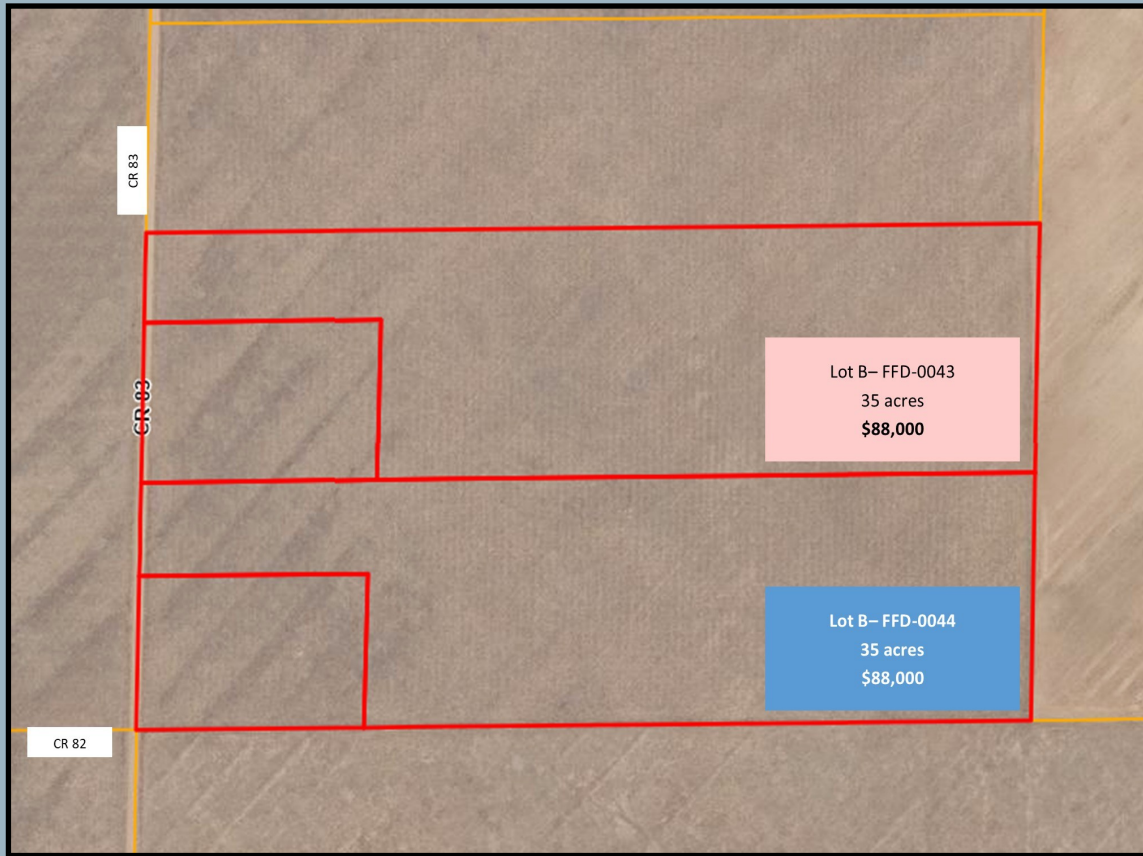 CR 83
CR 83
Lot B– FFD-0043
35 acres
$88,000
Lot B– FFD-0044
35 acres
$88,000
CR 82